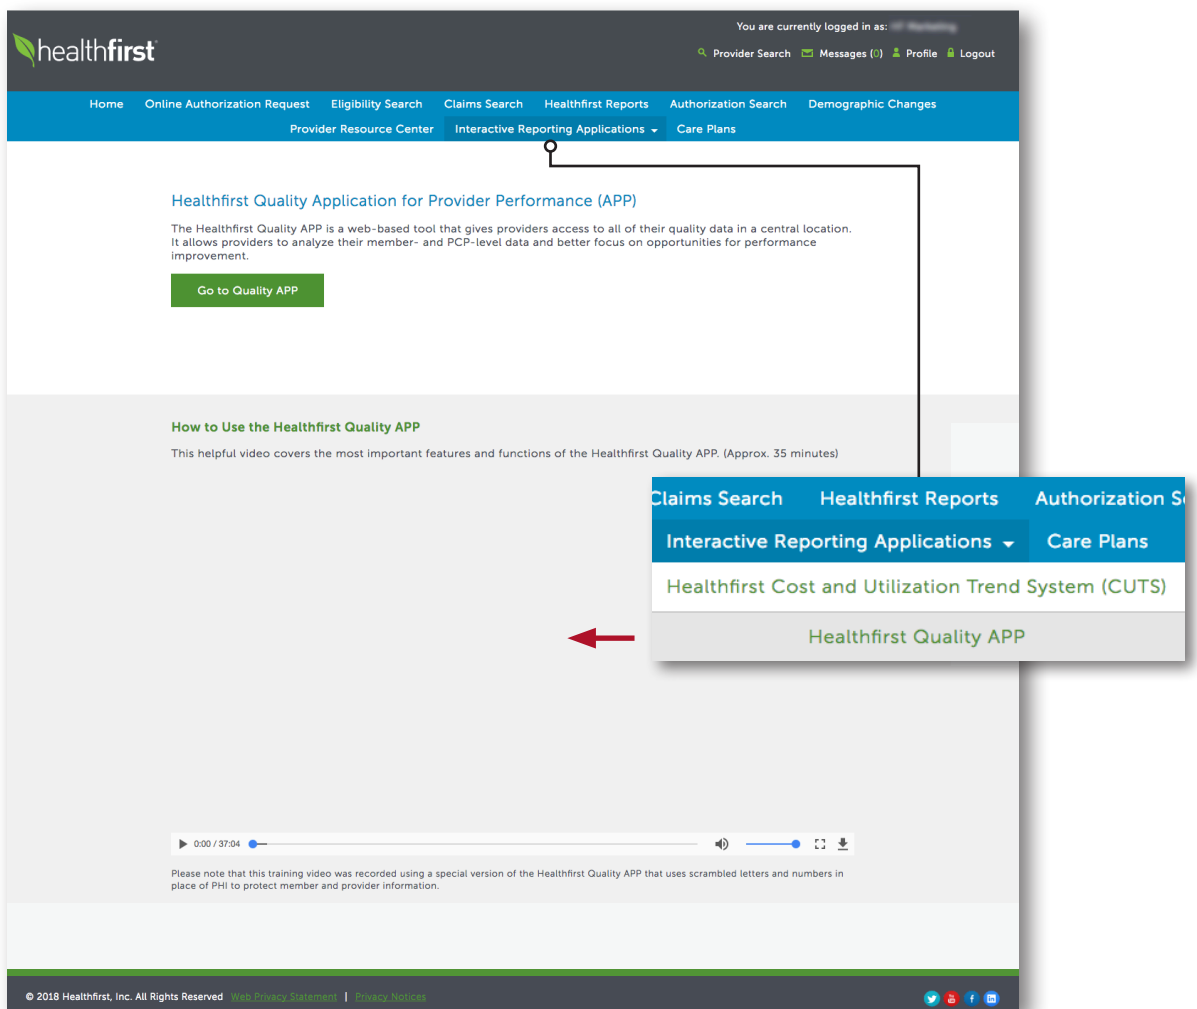 You are currently logged in as:
healthfirst
Provider Search Messages (0) Profile Logout
Home Online Authorization Request Eligibility Search Claims Search Healthfirst Reports Authorization Search Demographic Changes
Provider Resource Center Interactive Reporting Applications Care Plans
Healthfirst Quality Application for Provider Performance (APP)
The Healthfirst Quality APP is a web-based tool that gives providers access to all of their quality data in a central location.
It allows providers to analyze their member- and PCP-level data and better focus on opportunities for performance
improvement.
Go to Quality APP
How to Use the Healthfirst Quality APP
This helpful video covers the most important features and functions of the Healthfirst Quality APP. (Approx. 35 minutes)
Claims Search Healthfirst Reports Authorization
Interactive Reporting Applications Care Plans
Healthfirst Cost and Utilization Trend System (CUTS)
Healthfirst Quality APP
0:00 / 37:04
Please note that this training video was recorded using a special version of the Healthfirst Quality APP that uses scrambled letters and numbers in
place of PHI to protect member and provider information.
© 2018 Healthfirst, Inc. All Rights Reserved Web Privacy Statement | Privacy Notices